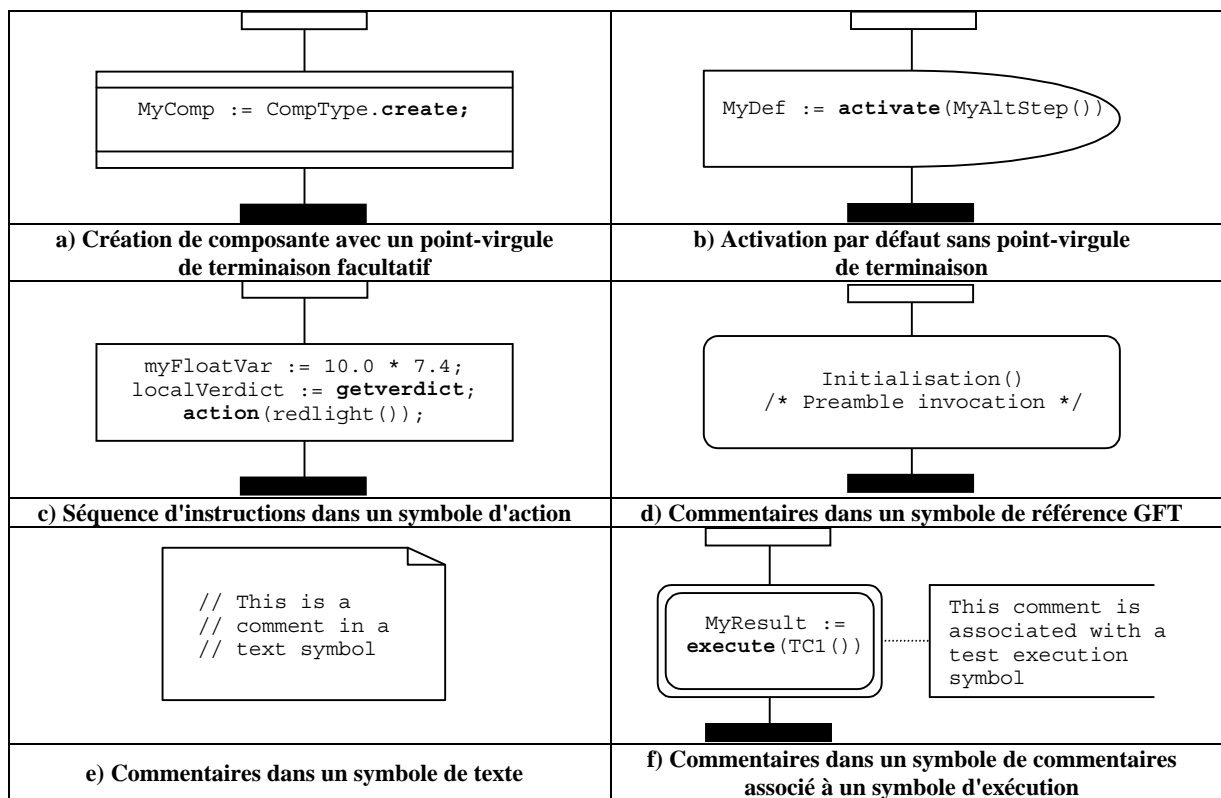 MyComp := CompType.create;
MyDef := activate(MyAltStep())
a) Création de composante avec un point-virgule
de terminaison facultatif
b) Activation par défaut sans point-virgule
de terminaison
myFloatVar := 10.0 * 7.4;
localVerdict := getverdict;
action(redlight());
Initialisation()
/* Preamble invocation */
c) Séquence d'instructions dans un symbole d'action
d) Commentaires dans un symbole de référence GFT
// This is a
// comment in a
// text symbol
MyResult :=
execute(TC1())
This comment is
associated with a
test execution
symbol
e) Commentaires dans un symbole de texte
f) Commentaires dans un symbole de commentaires
associé à un symbole d'exécution